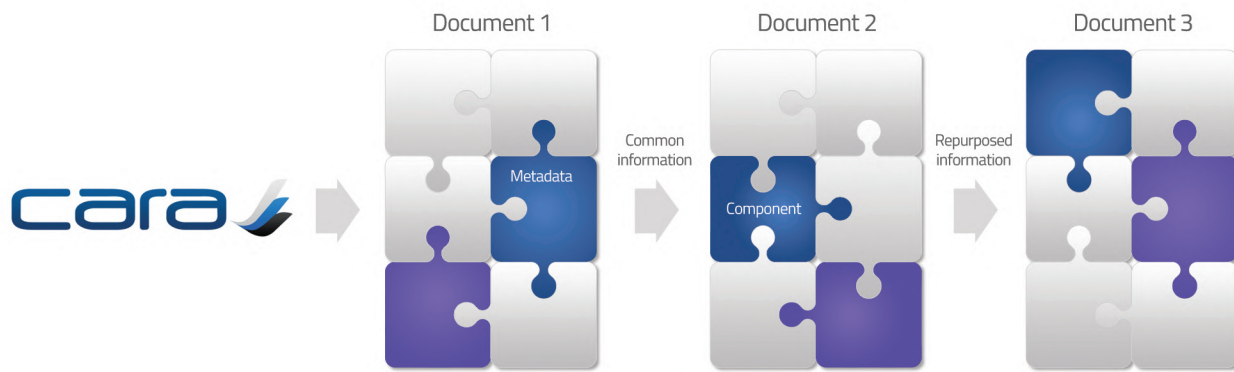 cara
Document 1
Metadata
Common
information
Document 2
Component
Repurposed
information
Document 3